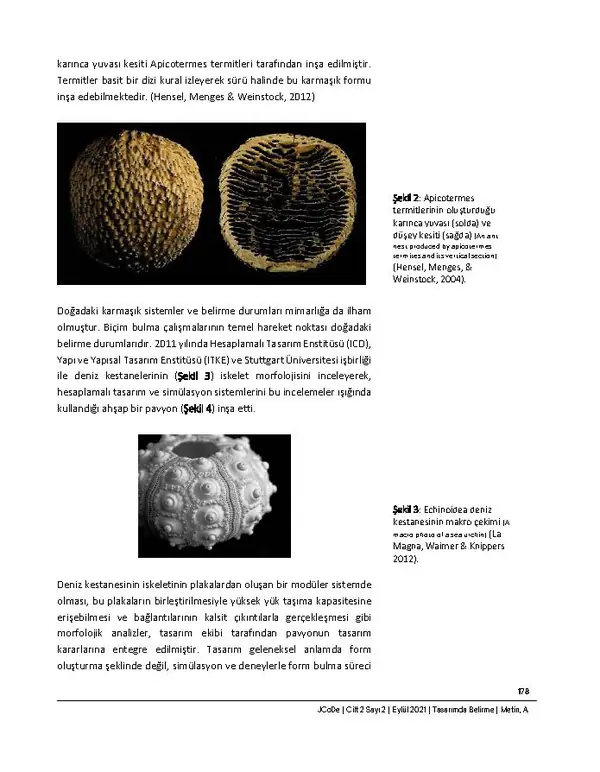 karınca yuvası kesiti Apicotermes termitleri tarafından inşa edilmiştir.
Termitler basit bir dizi kural izleyerek sürü halinde bu karmaşık formu
inşa edebilmektedir. (Hensel, Menges & Weinstock, 2012)
Şekil 2: Apicotermes
termitlerinin oluşturduğu
karınca yuvası (solda) ve
düşey kesiti (sağda) (An ant
nest produced by apicotermes
termites and its vertical section)
(Hensel, Menges, &
Weinstock, 2004).
Doğadaki karmaşık sistemler ve belirme durumları mimarlığa da ilham
olmuştur. Biçim bulma çalışmalarının temel hareket noktası doğadaki
belirme durumlarıdır. 2011 yılında Hesaplamalı Tasarım Enstitüsü (ICD),
Yapı ve Yapısal Tasarım Enstitüsü (ITKE) ve Stuttgart Üniversitesi işbirliği
ile deniz kestanelerinin (Şekil 3) iskelet morfolojisini inceleyerek,
hesaplamalı tasarım ve simülasyon sistemlerini bu incelemeler ışığında
kullandığı ahşap bir pavyon (Şekil 4) inşa etti.
Şekil 3: Echinoidea deniz
kestanesinin makro çekimi (A
macro photo of a sea urchin) (La
Magna, Waimer & Knippers
2012).
Deniz kestanesinin iskeletinin plakalardan oluşan bir modüler sistemde
olması, bu plakaların birleştirilmesiyle yüksek yük taşıma kapasitesine
erişebilmesi ve bağlantılarının kalsit çıkıntılarla gerçekleşmesi gibi
morfolojik analizler, tasarım ekibi tarafından pavyonun tasarım
kararlarına entegre edilmiştir. Tasarım geleneksel anlamda form
oluşturma şeklinde değil, simülasyon ve deneylerle form bulma süreci
178
JCoDe | Cilt 2 Sayı 2 | Eylül 2021 | Tasarımda Belirme | Metin, A.